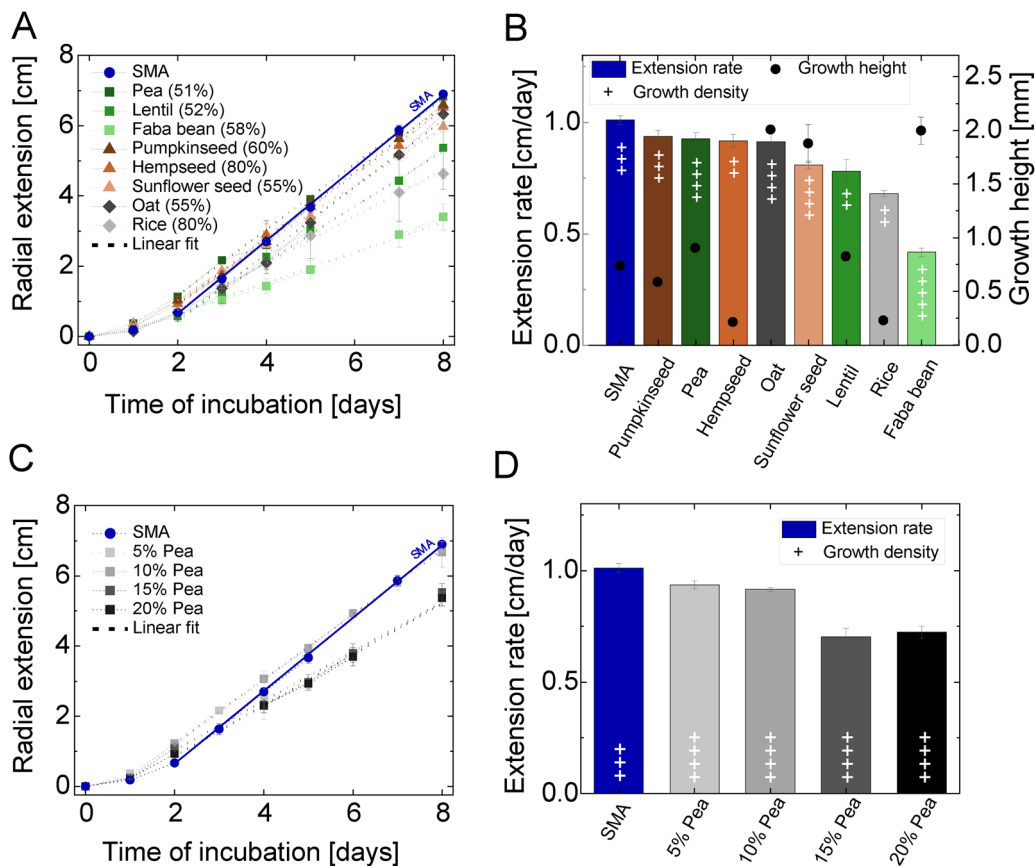 A
Radial extension [cm]
8
6
4
2
0
SMA
Pea (51%)
Lentil (52%)
Faba bean (58%)
Pumpkinseed (60%)
Hempseed (80%)
Sunflower seed (55%)
Oat (55%)
Rice (80%)
Linear fit
SMA
0 2 4 6 8
Time of incubation [days]
B
Extension rate [cm/day]
1.0
0.5
0.0
Extension rate
Growth height
+ Growth density
+++
+++
++++
++
++++
+++++
++
++
+++++
2.5
2.0
1.5
1.0
0.5
0.0
Growth height [mm]
SMA
Pumpkinseed
Pea
Hempseed
Oat
Sunflower seed
Lentil
Rice
Faba bean
C
Radial extension [cm]
8
6
4
2
0
SMA
5% Pea
10% Pea
15% Pea
20% Pea
Linear fit
SMA
0 2 4 6 8
Time of incubation [days]
D
Extension rate [cm/day]
1.0
0.5
0.0
Extension rate
+ Growth density
+++
++++
++++
++++
++++
SMA
5% Pea
10% Pea
15% Pea
20% Pea